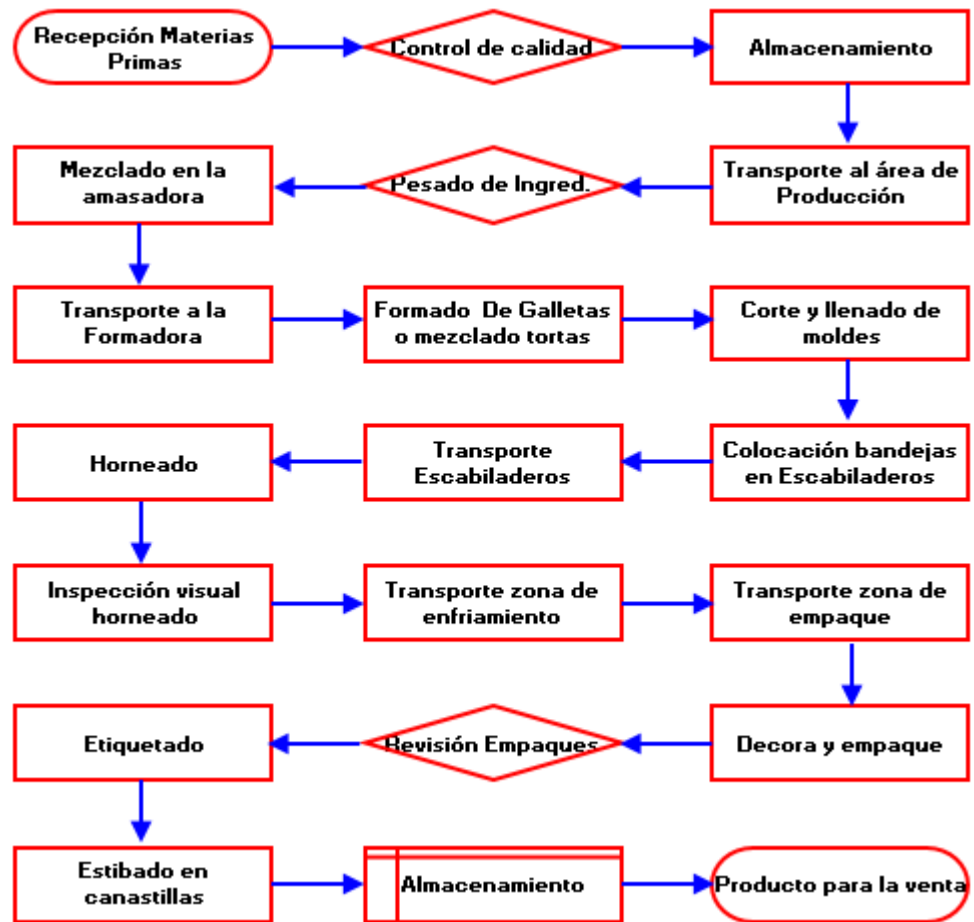 Recepción Materias
Primas
Control de calidad
Almacenamiento
Mezclado en la
amasadora
Pesado de Ingred.
Transporte al área de
Producción
Transporte a la
Formadora
Formado De Galletas
o mezclado tortas
Corte y llenado de
moldes
Horneado
Transporte
Escabiladeros
Colocación bandejas
en Escabiladeros
Inspección visual
horneado
Transporte zona de
enfriamiento
Transporte zona de
empaque
Etiquetado
Revisión Empaques
Decora y empaque
Estibado en
canastillas
Almacenamiento
Producto para la venta